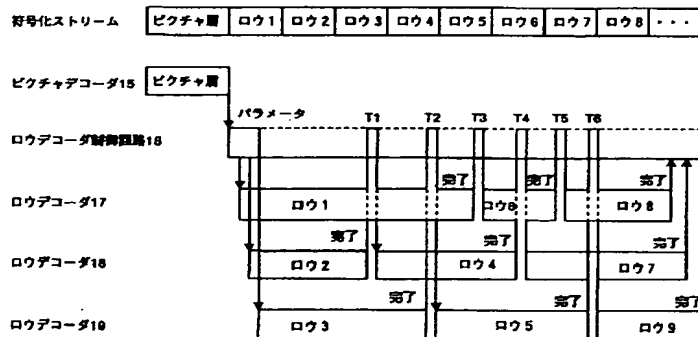 符号化ストリーム ピクチャ層 ロウ1 ロウ2 ロウ3 ロウ4 ロウ5 ロウ6 ロウ7 ロウ8 ・・・
ピクチャデコーダ15 ピクチャ層
パラメータ T1 T2 T3 T4 T5 T6
ロウデコーダ制御回路16
完了 完了 完了
ロウデコーダ17 ロウ1 ロウ6 ロウ8
完了 完了 完了
ロウデコーダ18 ロウ2 ロウ4 ロウ7
完了 完了 完了
ロウデコーダ19 ロウ3 ロウ5 ロウ9